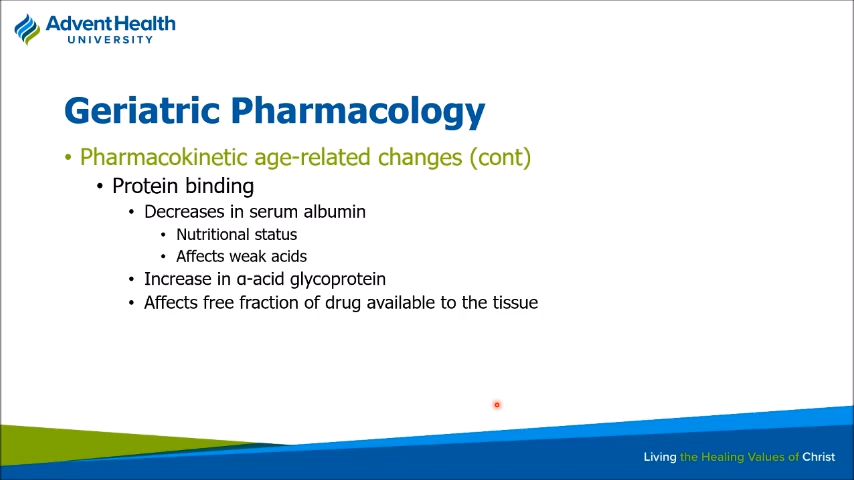 AdventHealth
UNIVERSITY
Geriatric Pharmacology
• Pharmacokinetic age-related changes (cont)
• Protein binding
• Decreases in serum albumin
• Nutritional status
• Affects weak acids
• Increase in α-acid glycoprotein
• Affects free fraction of drug available to the tissue
Living the Healing Values of Christ